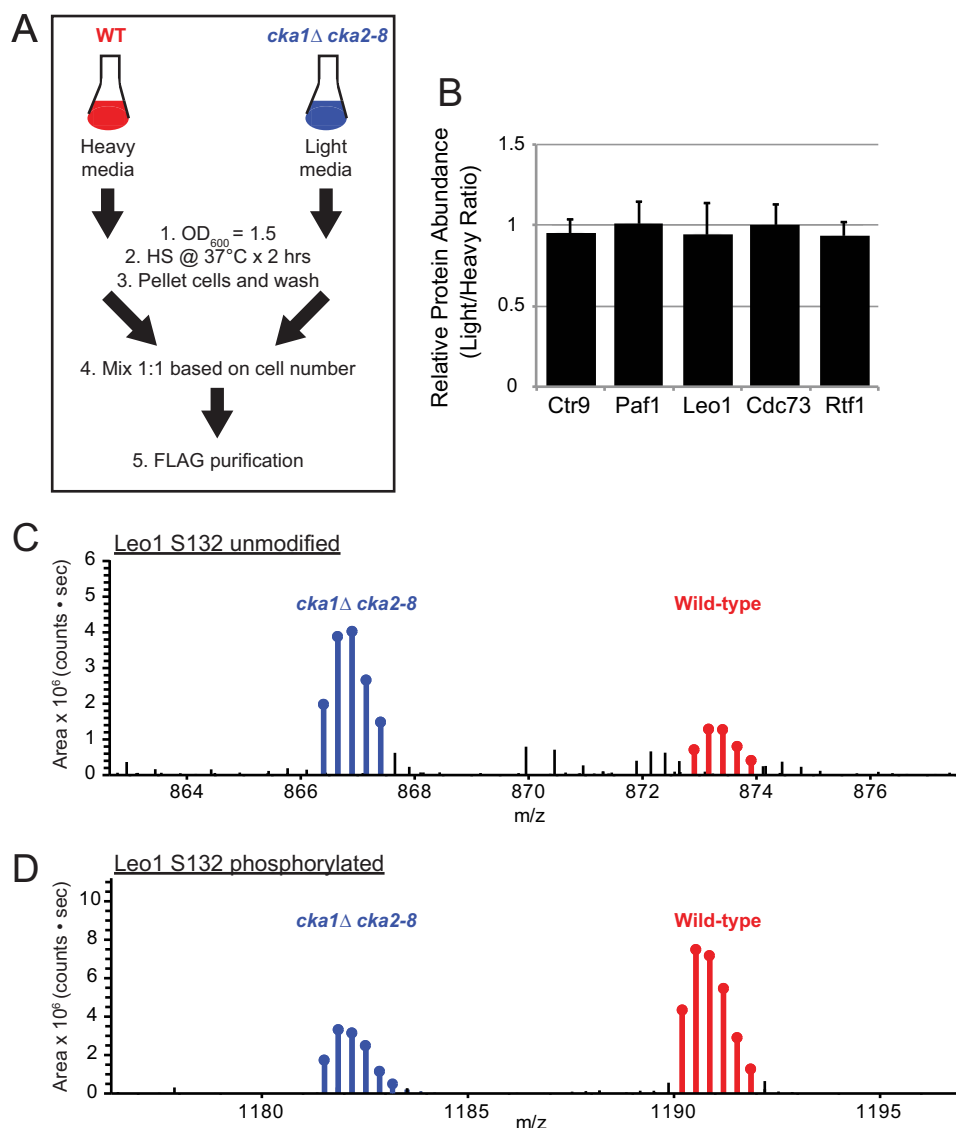 A
WT
cka1Δ cka2-8
Heavy
media
Light
media
1. OD600 = 1.5
2. HS @ 37°C x 2 hrs
3. Pellet cells and wash
4. Mix 1:1 based on cell number
5. FLAG purification
B
Relative Protein Abundance
(Light/Heavy Ratio)
1.5
1
0.5
0
Ctr9 Paf1 Leo1 Cdc73 Rtf1
C
Leo1 S132 unmodified
cka1Δ cka2-8
Wild-type
Area x 10⁶ (counts • sec)
6
5
4
3
2
1
0
864 866 868 870 872 874 876
m/z
D
Leo1 S132 phosphorylated
cka1Δ cka2-8
Wild-type
Area x 10⁶ (counts • sec)
10
8
6
4
2
0
1180 1185 1190 1195
m/z